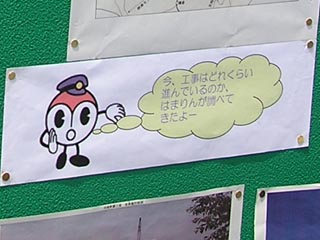 今、工事はどれくらい
進んでいるのか、
はまりんが調べて
きたよー